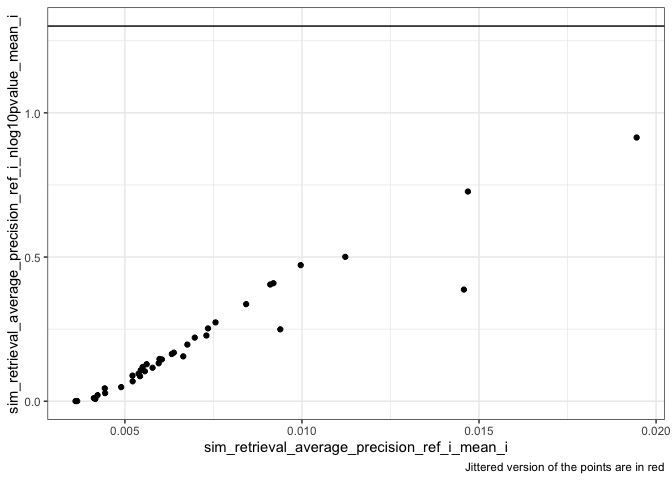 sim_retrieval_average_precision_ref_i_nlog10pvalue_mean_i
1.0
0.5
0.0
0.005
0.010
0.015
0.020
sim_retrieval_average_precision_ref_i_mean_i
Jittered version of the points are in red